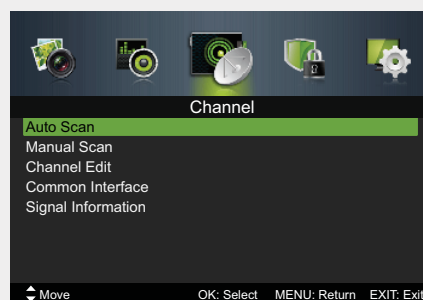 Channel
Auto Scan
Manual Scan
Channel Edit
Common Interface
Signal Information
Move OK: Select MENU: Return EXIT: Exit